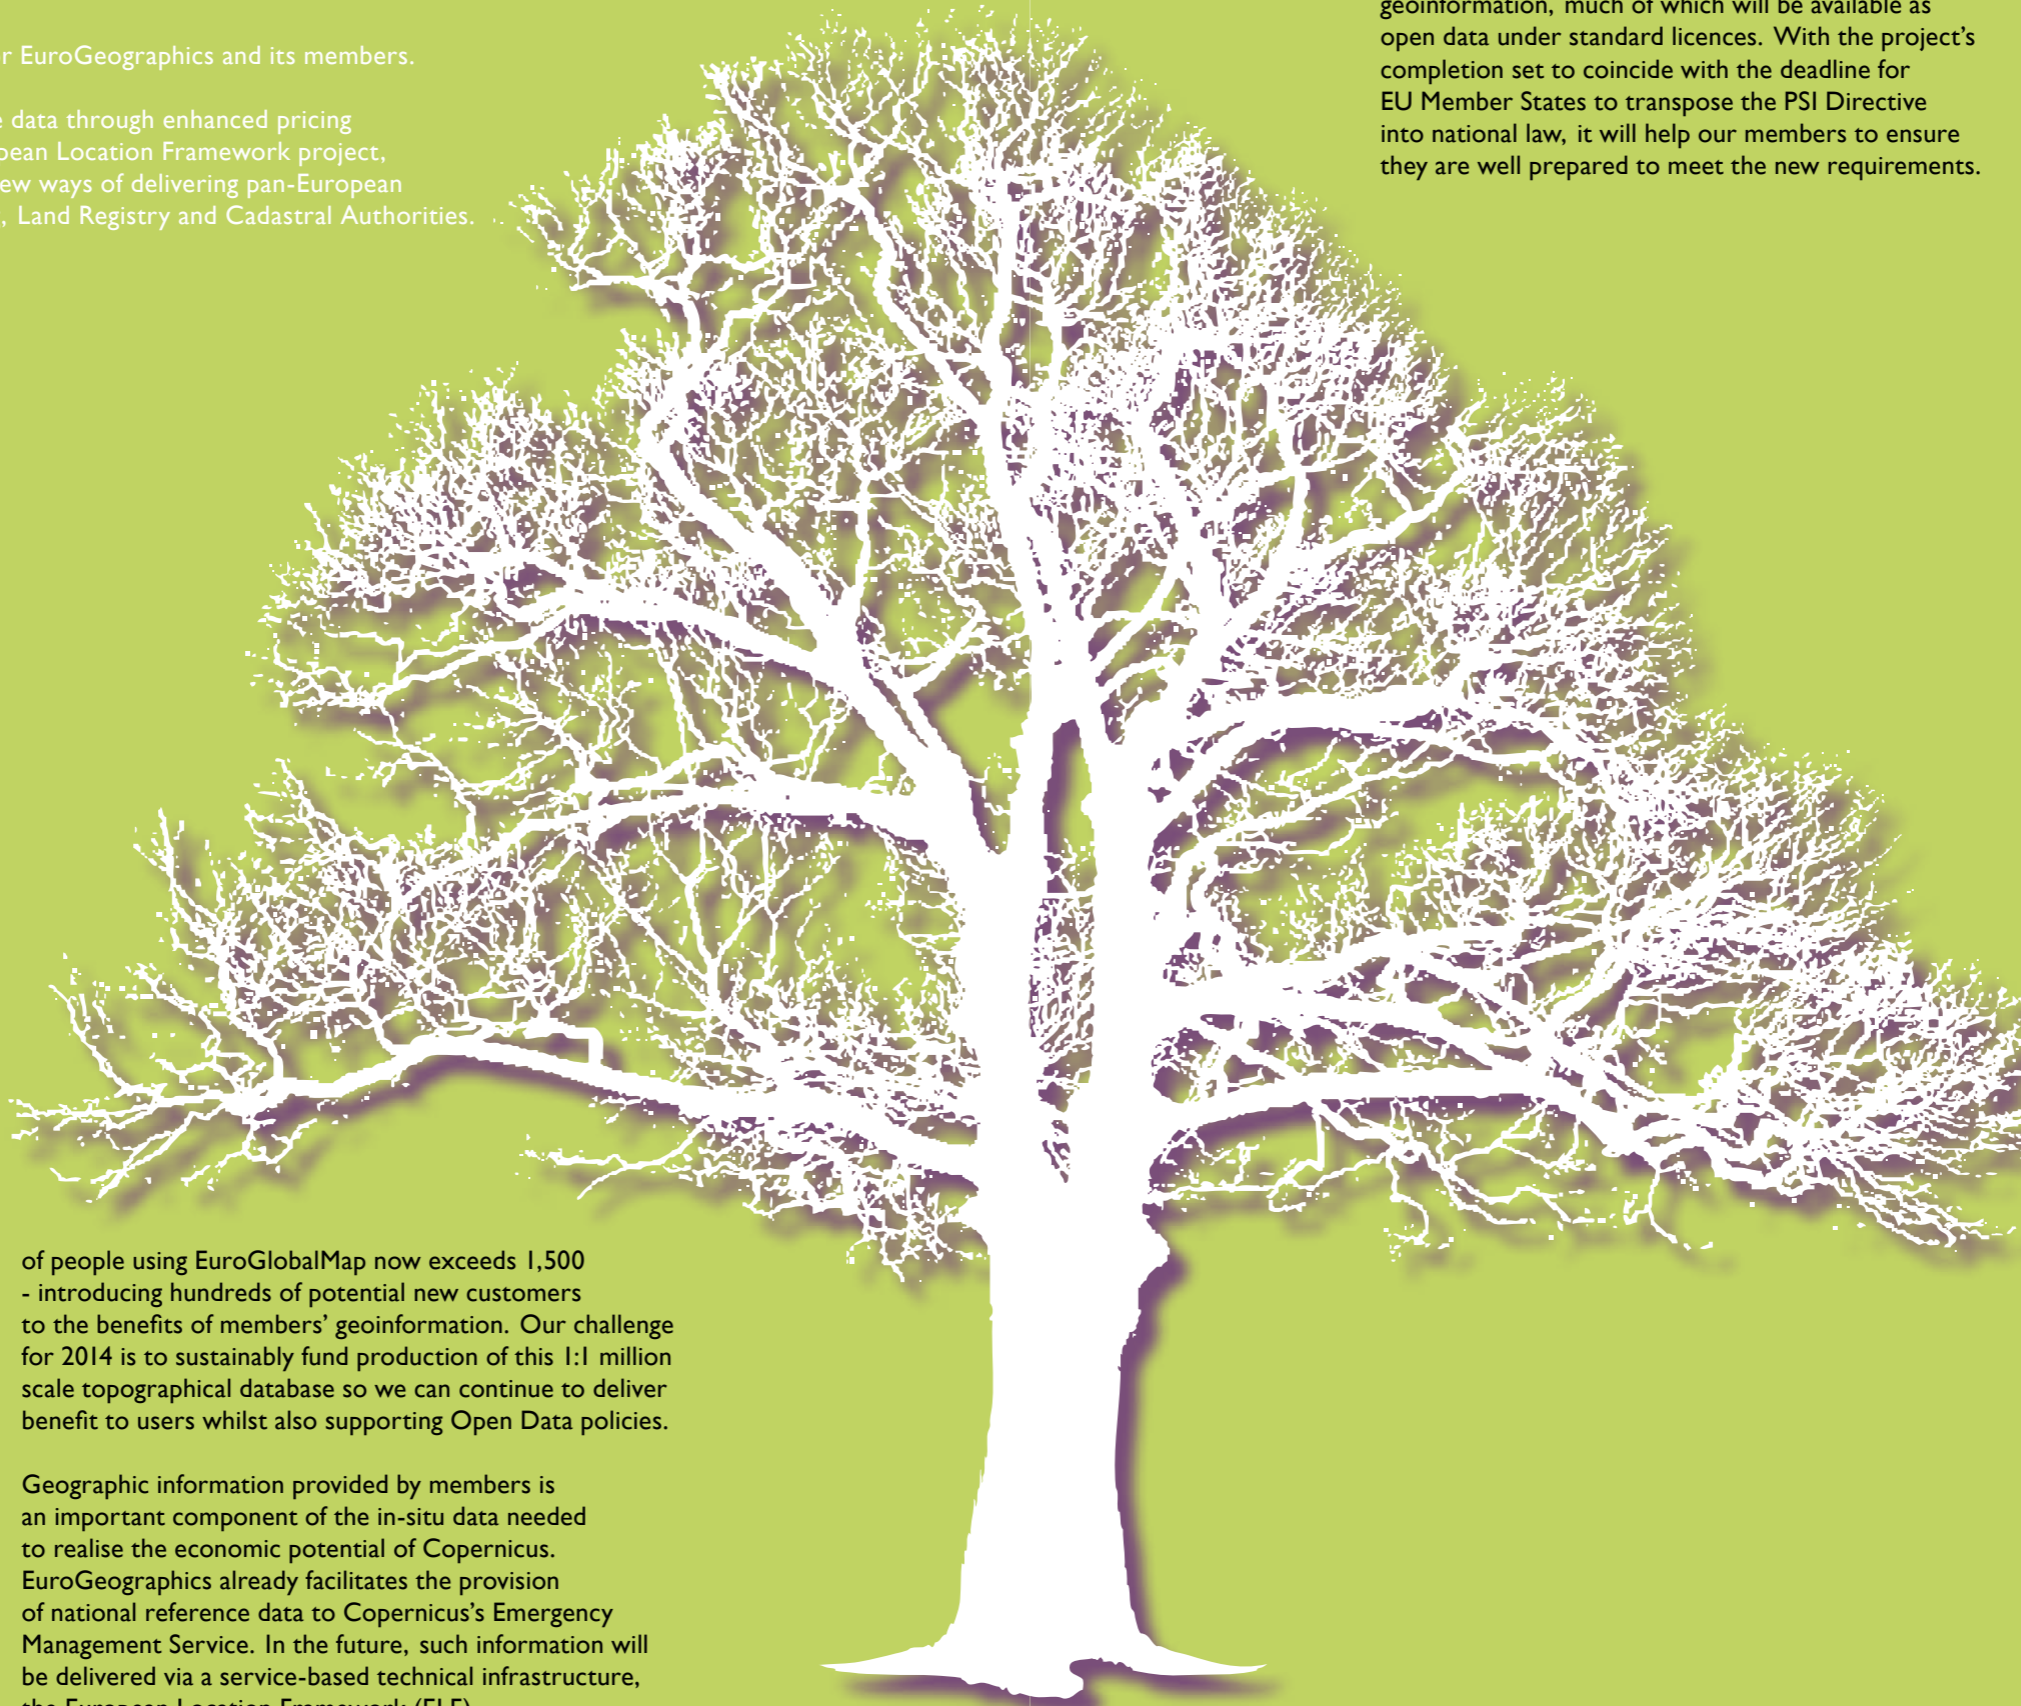 r EuroGeographics and its members.
data through enhanced pricing
pean Location Framework project,
ew ways of delivering pan-European
, Land Registry and Cadastral Authorities.
of people using EuroGlobalMap now exceeds 1,500
- introducing hundreds of potential new customers
to the benefits of members’ geoinformation. Our challenge
for 2014 is to sustainably fund production of this 1:1 million
scale topographical database so we can continue to deliver
benefit to users whilst also supporting Open Data policies.
Geographic information provided by members is
an important component of the in-situ data needed
to realise the economic potential of Copernicus.
EuroGeographics already facilitates the provision
of national reference data to Copernicus’s Emergency
Management Service. In the future, such information will
be delivered via a service-based technical infrastructure,
the European Location Framework (ELF).
geoinformation, much of which will be available as
open data under standard licences. With the project’s
completion set to coincide with the deadline for
EU Member States to transpose the PSI Directive
into national law, it will help our members to ensure
they are well prepared to meet the new requirements.